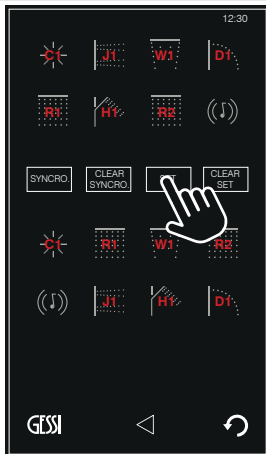 12:30
C1 J1 W1 D1
R1 H1 R2
SYNCRO. CLEAR SYNCRO. CLEAR SET
C1 R1 W1 R2
J1 H1 D1
GESSI